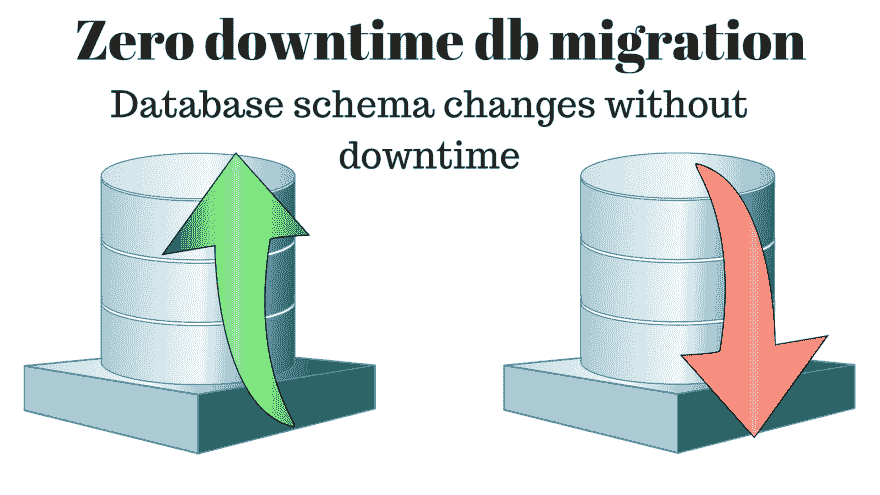 Zero downtime db migration
Database schema changes without
downtime